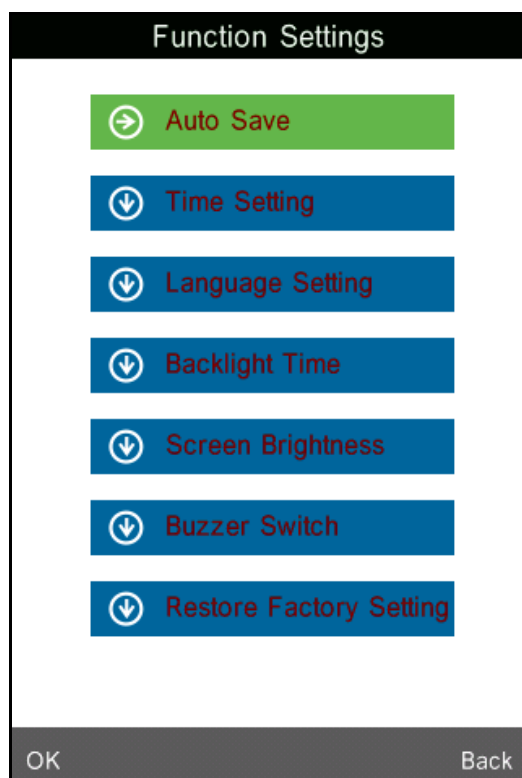 Function Settings
Auto Save
Time Setting
Language Setting
Backlight Time
Screen Brightness
Buzzer Switch
Restore Factory Setting
OK Back